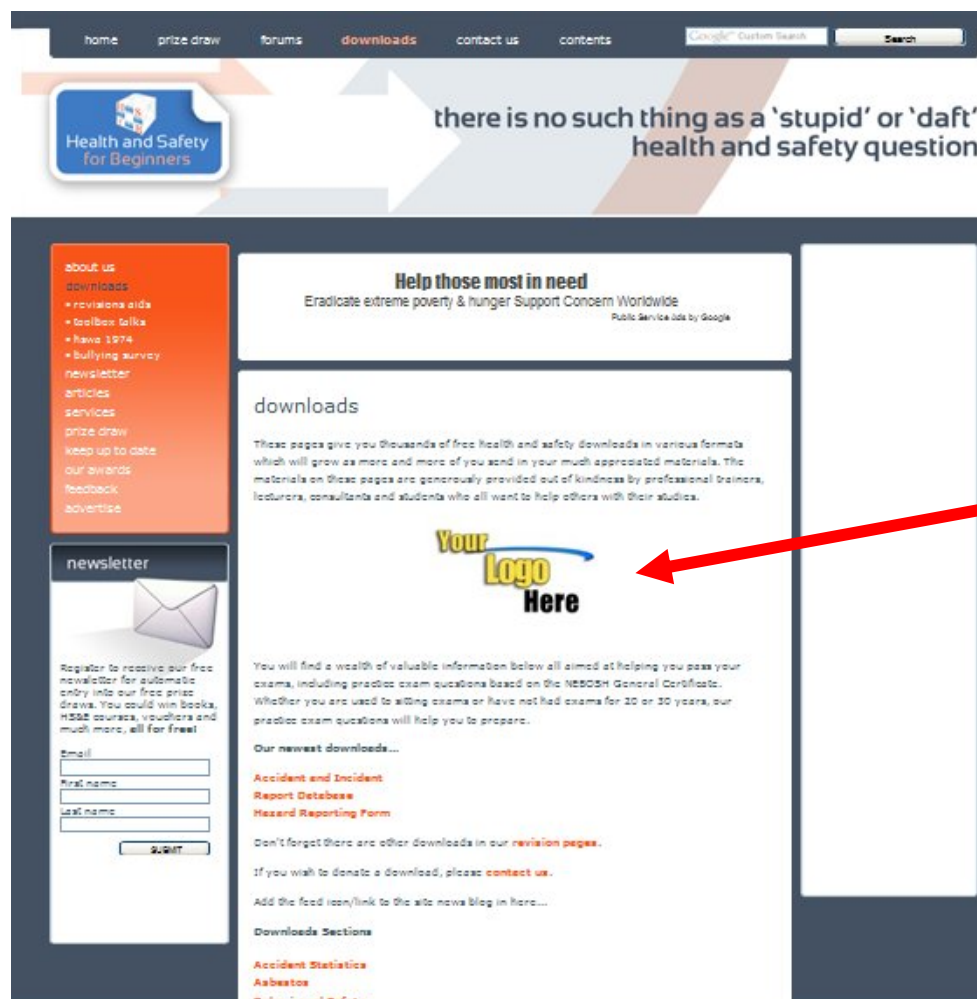 home prize draw forums downloads contact us contents Google™ Custom Search Search
Health and Safety
for Beginners
there is no such thing as a ‘stupid’ or ‘daft’
health and safety question
about us
downloads
• revisions aids
• toolbox talks
• hswa 1974
• bullying survey
newsletter
articles
services
prize draw
keep up to date
our awards
feedback
advertise
newsletter
Register to receive our free
newsletter for automatic
entry into our free prize
draws. You could win books,
HS&E courses, vouchers and
much more, all for free!
Email
First name
Last name
SUBMIT
Help those most in need
Eradicate extreme poverty & hunger Support Concern Worldwide
Public Service Ads by Google
downloads
These pages give you thousands of free health and safety downloads in various formats
which will grow as more and more of you send in your much appreciated materials. The
materials on these pages are generously provided out of kindness by professional trainers,
lecturers, consultants and students who all want to help others with their studies.
Your
Logo
Here
You will find a wealth of valuable information below all aimed at helping you pass your
exams, including practice exam questions based on the NEBOSH General Certificate.
Whether you are used to sitting exams or have not had exams for 20 or 30 years, our
practice exam questions will help you to prepare.
Our newest downloads...
Accident and Incident
Report Database
Hazard Reporting Form
Don't forget there are other downloads in our revision pages.
If you wish to donate a download, please contact us.
Add the feed icon/link to the site news blog in here...
Downloads Sections
Accident Statistics
Asbestos